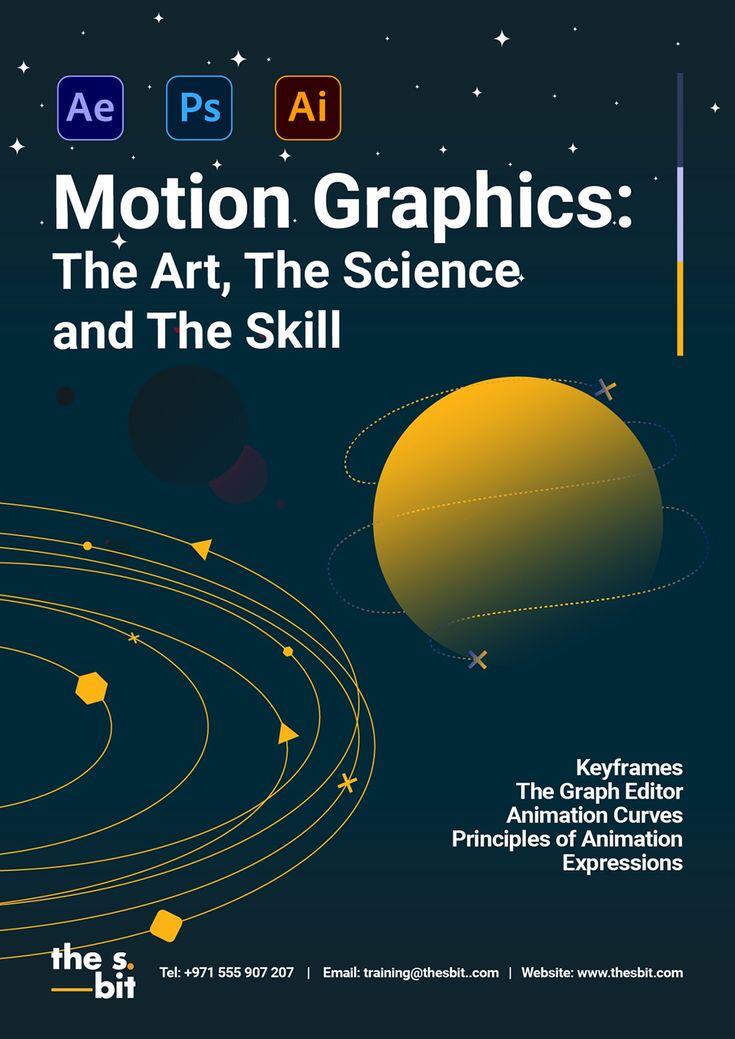 Ae Ps Ai
Motion Graphics:
The Art, The Science
and The Skill
Keyframes
The Graph Editor
Animation Curves
Principles of Animation
Expressions
the s.
bit
Tel: +971 555 907 207 | Email: training@thesbit..com | Website: www.thesbit.com